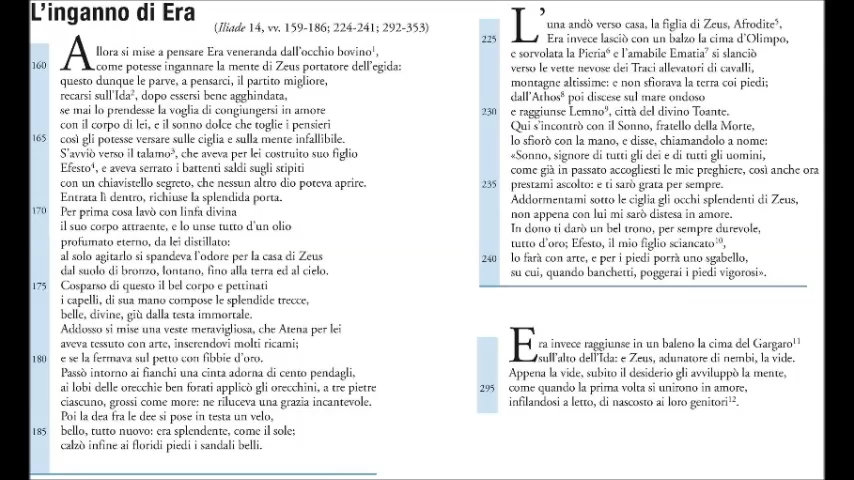 L'inganno di Era
(Iliade 14, vv. 159-186; 224-241; 292-353)
Allora si mise a pensare Era veneranda dall'occhio bovino¹,
160 come potesse ingannare la mente di Zeus portatore dell'egida:
questo dunque le parve, a pensarci, il partito migliore,
recarsi sull'Ida², dopo essersi bene agghindata,
se mai lo prendesse la voglia di congiungersi in amore
con il corpo di lei, e il sonno dolce che toglie i pensieri
165 così gli potesse versare sulle ciglia e sulla mente infallibile.
S'avviò verso il talamo³, che aveva per lei costruito suo figlio
Efesto⁴, e aveva serrato i battenti saldi sugli stipiti
con un chiavistello segreto, che nessun altro dio poteva aprire.
Entrata lì dentro, richiuse la splendida porta.
170 Per prima cosa lavò con linfa divina
il suo corpo attraente, e lo unse tutto d'un olio
profumato eterno, da lei distillato:
al solo agitarlo si spandeva l'odore per la casa di Zeus
dal suolo di bronzo, lontano, fino alla terra ed al cielo.
175 Cosparso di questo il bel corpo e pettinati
i capelli, di sua mano compose le splendide trecce,
belle, divine, giù dalla testa immortale.
Addosso si mise una veste meravigliosa, che Atena per lei
aveva tessuto con arte, inserendovi molti ricami;
180 e se la fermava sul petto con fibbie d'oro.
Passò intorno ai fianchi una cinta adorna di cento pendagli,
ai lobi delle orecchie ben forati applicò gli orecchini, a tre pietre
ciascuno, grossi come more: ne riluceva una grazia incantevole.
Poi la dea fra le dee si pose in testa un velo,
185 bello, tutto nuovo: era splendente, come il sole;
calzò infine ai floridi piedi i sandali belli.
L'una andò verso casa, la figlia di Zeus, Afrodite⁵,
225 Era invece lasciò con un balzo la cima d'Olimpo,
e sorvolata la Pieria⁶ e l'amabile Ematia⁷ si slanciò
verso le vette nevose dei Traci allevatori di cavalli,
montagne altissime: e non sfiorava la terra coi piedi;
dall'Athos⁸ poi discese sul mare ondoso
230 e raggiunse Lemno⁹, città del divino Toante.
Qui s'incontrò con il Sonno, fratello della Morte,
lo sfiorò con la mano, e disse, chiamandolo a nome:
«Sonno, signore di tutti gli dei e di tutti gli uomini,
come già in passato accogliesti le mie preghiere, così anche ora
235 prestami ascolto: e ti sarò grata per sempre.
Addormentami sotto le ciglia gli occhi splendenti di Zeus,
non appena con lui mi sarò distesa in amore.
In dono ti darò un bel trono, per sempre durevole,
tutto d'oro; Efesto, il mio figlio sciancato¹⁰,
240 lo farà con arte, e per i piedi porrà uno sgabello,
su cui, quando banchetti, poggerai i piedi vigorosi».
Era invece raggiunse in un baleno la cima del Gargaro¹¹
sull'alto dell'Ida: e Zeus, adunatore di nembi, la vide.
Appena la vide, subito il desiderio gli avviluppò la mente,
295 come quando la prima volta si unirono in amore,
infilandosi a letto, di nascosto ai loro genitori¹².